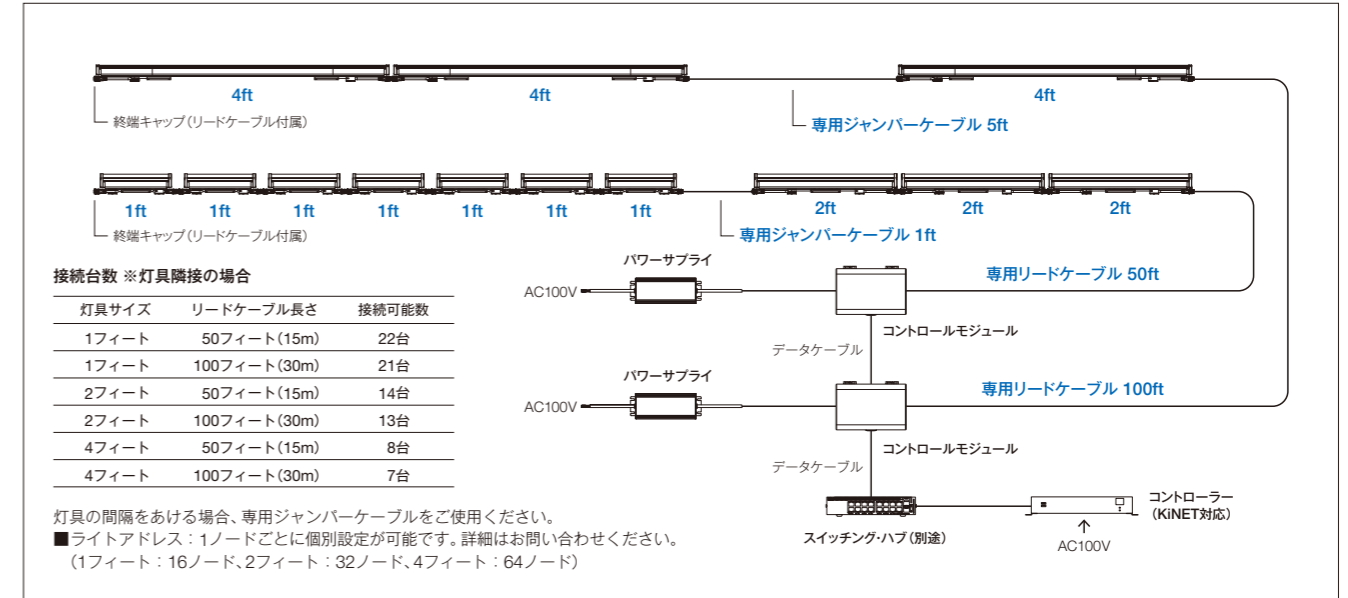 4ft 4ft 4ft
終端キャップ(リードケーブル付属)
専用ジャンパーケーブル 5ft
1ft 1ft 1ft 1ft 1ft 1ft 1ft 2ft 2ft 2ft
終端キャップ(リードケーブル付属)
専用ジャンパーケーブル 1ft
接続台数 ※灯具隣接の場合
灯具サイズ リードケーブル長さ 接続可能数
1フィート 50フィート(15m) 22台
1フィート 100フィート(30m) 21台
2フィート 50フィート(15m) 14台
2フィート 100フィート(30m) 13台
4フィート 50フィート(15m) 8台
4フィート 100フィート(30m) 7台
パワーサプライ
AC100V
専用リードケーブル 50ft
コントロールモジュール
データケーブル
パワーサプライ
AC100V
専用リードケーブル 100ft
コントロールモジュール
データケーブル
スイッチング・ハブ(別途)
コントローラー
(KiNET対応)
AC100V
灯具の間隔をあける場合、専用ジャンパーケーブルをご使用ください。
■ライトアドレス：1ノードごとに個別設定が可能です。詳細はお問い合わせください。
(1フィート：16ノード、2フィート：32ノード、4フィート：64ノード)